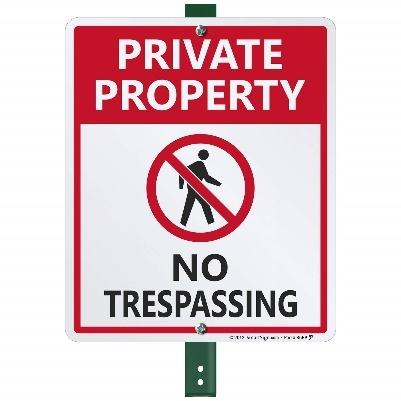 PRIVATE
PROPERTY
NO
TRESPASSING